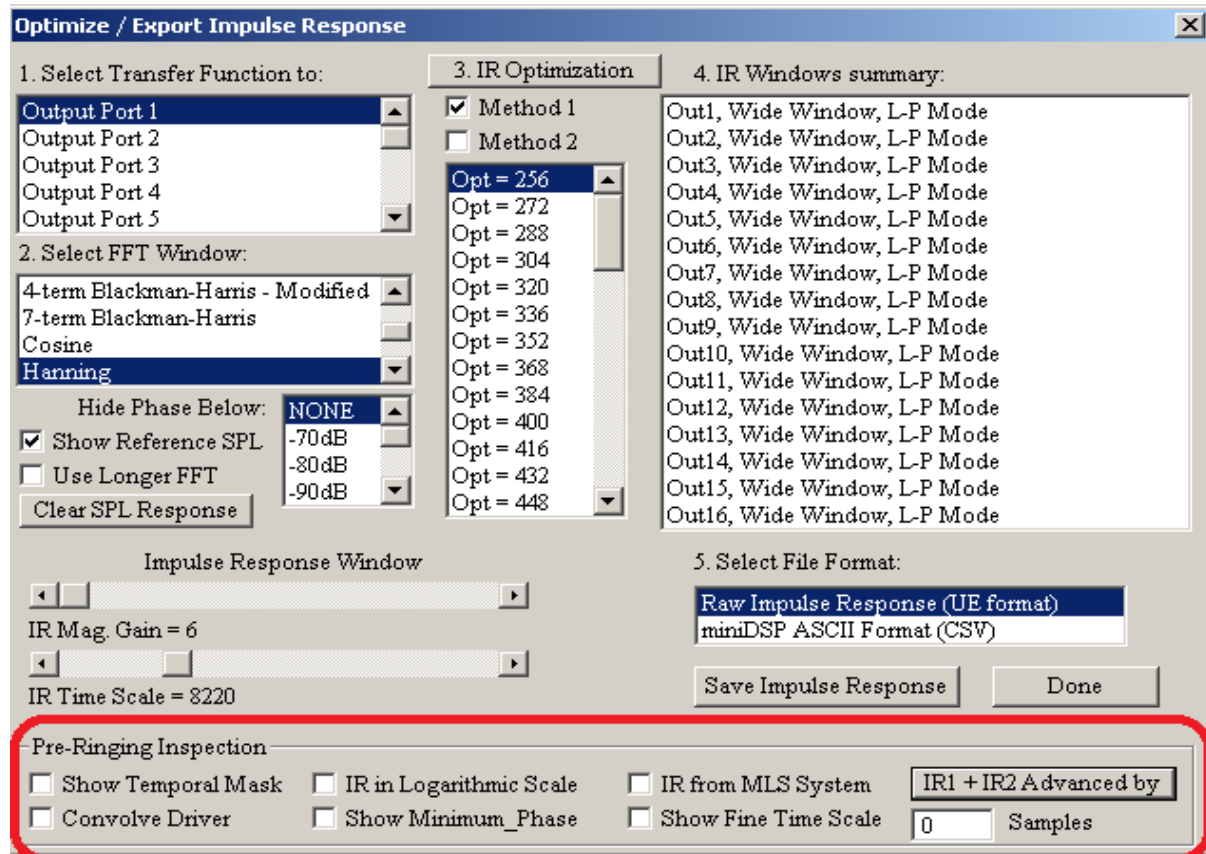 Optimize / Export Impulse Response
1. Select Transfer Function to:
Output Port 1
Output Port 2
Output Port 3
Output Port 4
Output Port 5
2. Select FFT Window:
4-term Blackman-Harris - Modified
7-term Blackman-Harris
Cosine
Hanning
Hide Phase Below:
NONE
-70dB
-80dB
-90dB
Show Reference SPL
Use Longer FFT
Clear SPL Response
3. IR Optimization
Method 1
Method 2
Opt = 256
Opt = 272
Opt = 288
Opt = 304
Opt = 320
Opt = 336
Opt = 352
Opt = 368
Opt = 384
Opt = 400
Opt = 416
Opt = 432
Opt = 448
4. IR Windows summary:
Out1, Wide Window, L-P Mode
Out2, Wide Window, L-P Mode
Out3, Wide Window, L-P Mode
Out4, Wide Window, L-P Mode
Out5, Wide Window, L-P Mode
Out6, Wide Window, L-P Mode
Out7, Wide Window, L-P Mode
Out8, Wide Window, L-P Mode
Out9, Wide Window, L-P Mode
Out10, Wide Window, L-P Mode
Out11, Wide Window, L-P Mode
Out12, Wide Window, L-P Mode
Out13, Wide Window, L-P Mode
Out14, Wide Window, L-P Mode
Out15, Wide Window, L-P Mode
Out16, Wide Window, L-P Mode
Impulse Response Window
IR Mag. Gain = 6
IR Time Scale = 8220
5. Select File Format:
Raw Impulse Response (UE format)
miniDSP ASCII Format (CSV)
Save Impulse Response
Done
Pre-Ringing Inspection
Show Temporal Mask
IR in Logarithmic Scale
IR from MLS System
IR1 + IR2 Advanced by
Convolve Driver
Show Minimum_Phase
Show Fine Time Scale
0
Samples